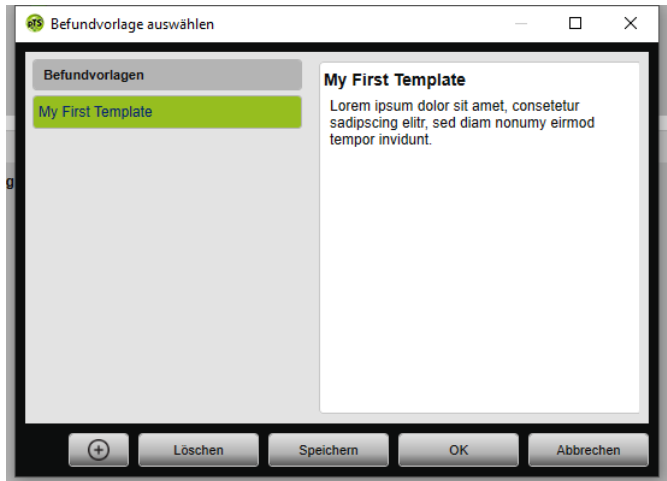 pTS Befundvorlage auswählen
Befundvorlagen
My First Template
My First Template
Lorem ipsum dolor sit amet, consetetur
sadipscing elitr, sed diam nonumy eirmod
tempor invidunt.
g
Löschen Speichern OK Abbrechen